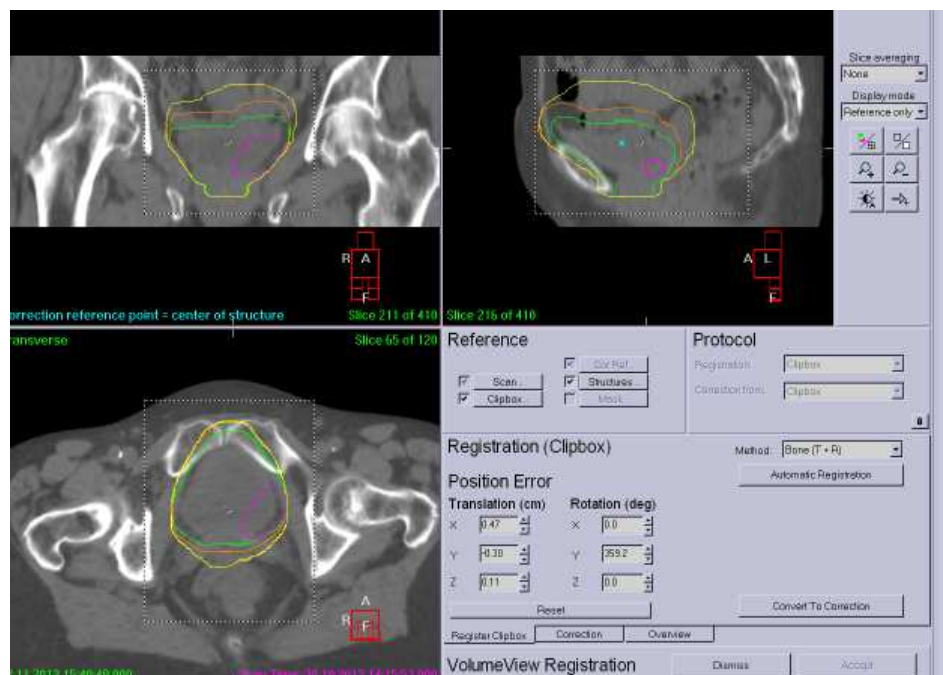 Slice averaging
None
Display mode
Reference only
R A
F
A L
F
orrection reference point = center of structure
Slice 211 of 410
Slice 216 of 410
ransverse
Slice 65 of 120
Reference
Cor Ref...
Scan...
Structures...
Clipbox...
Mask...
Protocol
Registration:
Clipbox
Correction from:
Clipbox
Registration (Clipbox)
Method:
Bone (T + R)
Automatic Registration
Position Error
Translation (cm)
Rotation (deg)
X 0.47
X 0.0
Y -0.30
Y 359.2
Z 0.11
Z 0.0
Reset
Convert To Correction
A
R F
Register Clipbox
Correction
Overview
VolumeView Registration
Dismiss
Accept